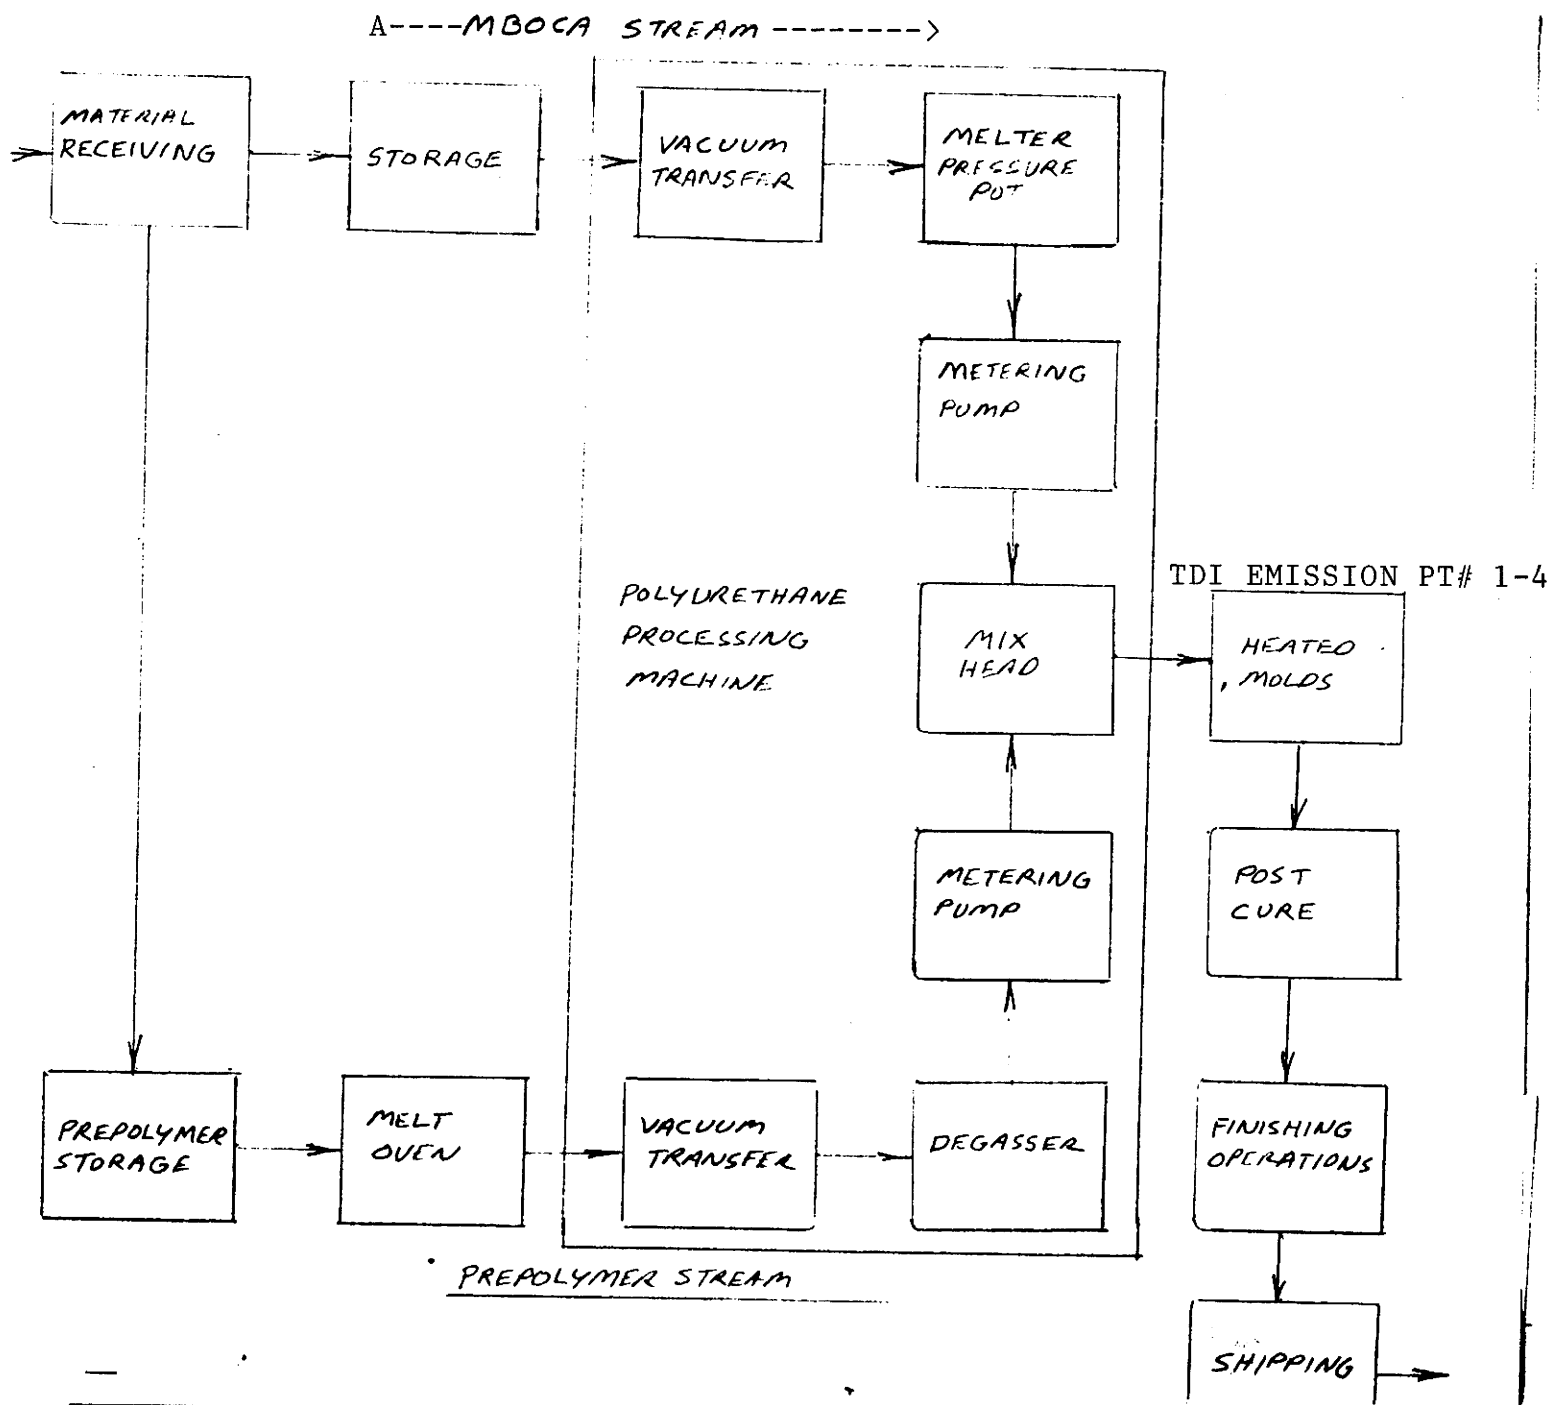 A----MBOCA STREAM -------->
MATERIAL
RECEIVING
STORAGE
VACUUM
TRANSFER
MELTER
PRESSURE
POT
METERING
PUMP
TDI EMISSION PT# 1-4
POLYURETHANE
PROCESSING
MACHINE
MIX
HEAD
HEATED
MOLDS
METERING
PUMP
POST
CURE
PREPOLYMER
STORAGE
MELT
OVEN
VACUUM
TRANSFER
DEGASSER
FINISHING
OPERATIONS
PREPOLYMER STREAM
SHIPPING